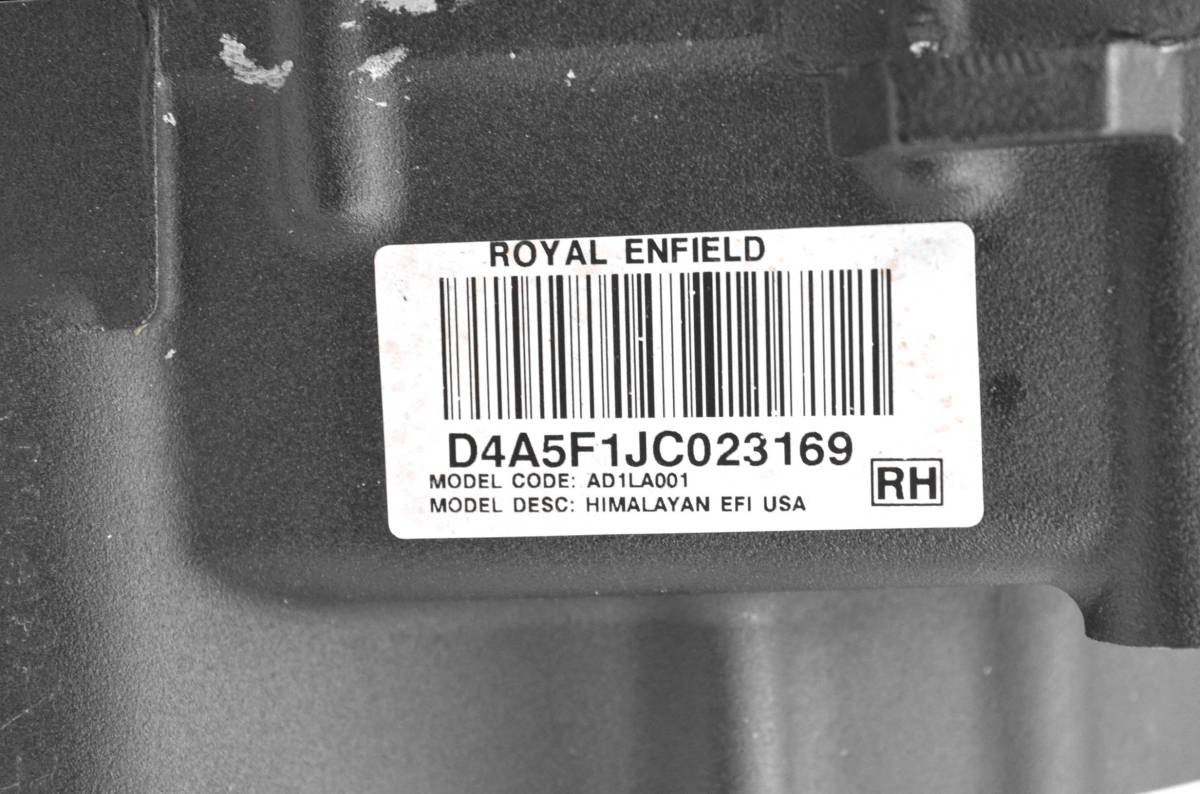 ROYAL ENFIELD
D4A5F1JC023169
MODEL CODE: AD1LA001
MODEL DESC: HIMALAYAN EFI USA
RH